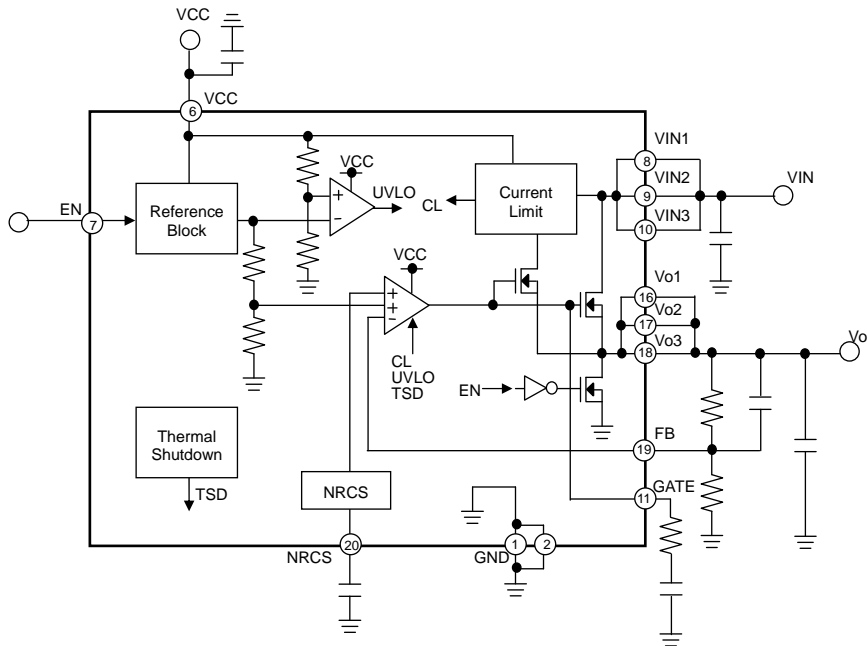 VCC
6
VCC
VIN1
8
VCC
UVLO
CL
Current
Limit
VIN2
9
VIN
EN
7
Reference
Block
VIN3
10
VCC
Vo1
16
Vo2
17
Vo3
18
Vo
CL
UVLO
TSD
EN
Thermal
Shutdown
FB
19
TSD
NRCS
GATE
11
NRCS
20
GND
1
2